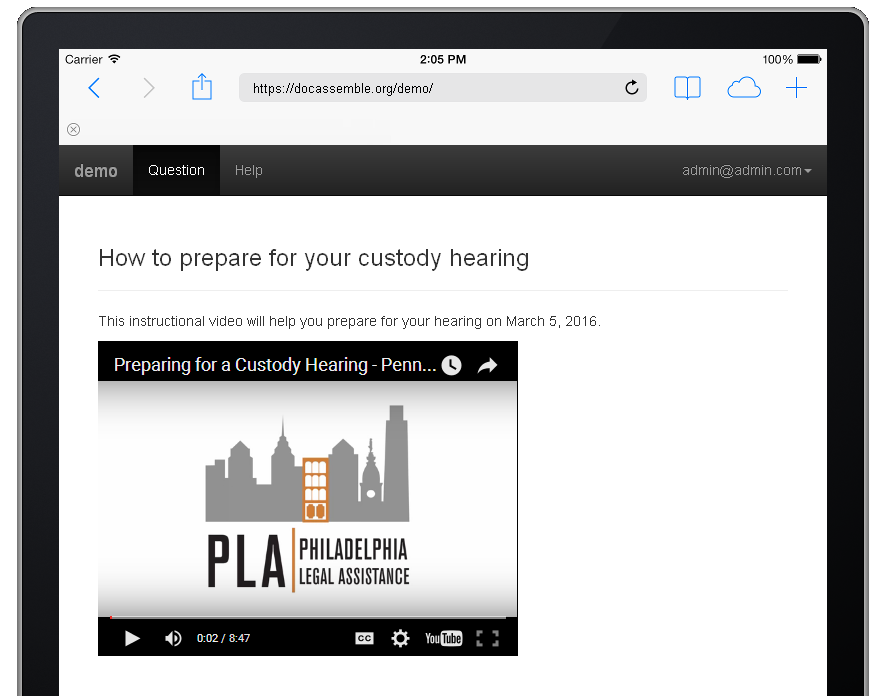 Carrier 2:05 PM 100%
https://docassemble.org/demo/
demo Question Help admin@admin.com
How to prepare for your custody hearing
This instructional video will help you prepare for your hearing on March 5, 2016.
Preparing for a Custody Hearing - Penn...
PLA PHILADELPHIA
LEGAL ASSISTANCE
0:02 / 8:47 CC YouTube